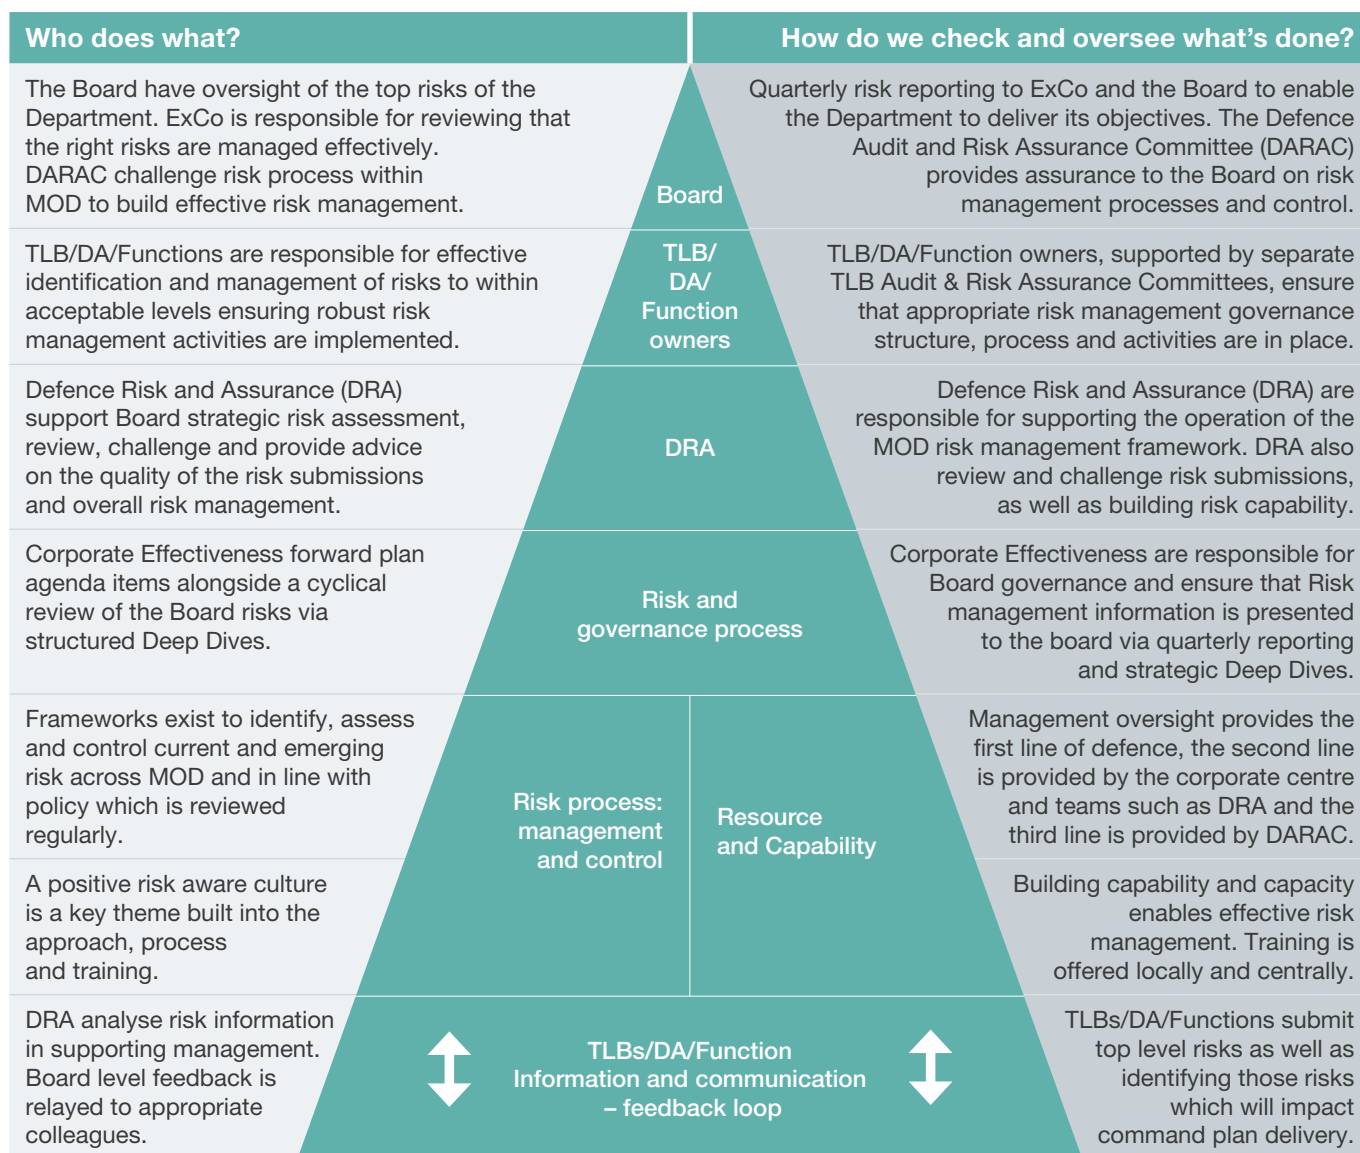 Who does what?
How do we check and oversee what's done?
The Board have oversight of the top risks of the
Department. ExCo is responsible for reviewing that
the right risks are managed effectively.
DARAC challenge risk process within
MOD to build effective risk management.
Board
Quarterly risk reporting to ExCo and the Board to enable
the Department to deliver its objectives. The Defence
Audit and Risk Assurance Committee (DARAC)
provides assurance to the Board on risk
management processes and control.
TLB/DA/Functions are responsible for effective
identification and management of risks to within
acceptable levels ensuring robust risk
management activities are implemented.
TLB/
DA/
Function
owners
TLB/DA/Function owners, supported by separate
TLB Audit & Risk Assurance Committees, ensure
that appropriate risk management governance
structure, process and activities are in place.
Defence Risk and Assurance (DRA)
support Board strategic risk assessment,
review, challenge and provide advice
on the quality of the risk submissions
and overall risk management.
DRA
Defence Risk and Assurance (DRA) are
responsible for supporting the operation of the
MOD risk management framework. DRA also
review and challenge risk submissions,
as well as building risk capability.
Corporate Effectiveness forward plan
agenda items alongside a cyclical
review of the Board risks via
structured Deep Dives.
Risk and
governance process
Corporate Effectiveness are responsible for
Board governance and ensure that Risk
management information is presented
to the board via quarterly reporting
and strategic Deep Dives.
Frameworks exist to identify, assess
and control current and emerging
risk across MOD and in line with
policy which is reviewed
regularly.
Risk process:
management
and control
Resource
and Capability
Management oversight provides the
first line of defence, the second line
is provided by the corporate centre
and teams such as DRA and the
third line is provided by DARAC.
A positive risk aware culture
is a key theme built into the
approach, process
and training.
Building capability and capacity
enables effective risk
management. Training is
offered locally and centrally.
DRA analyse risk information
in supporting management.
Board level feedback is
relayed to appropriate
colleagues.
TLBs/DA/Function
Information and communication
– feedback loop
TLBs/DA/Functions submit
top level risks as well as
identifying those risks
which will impact
command plan delivery.